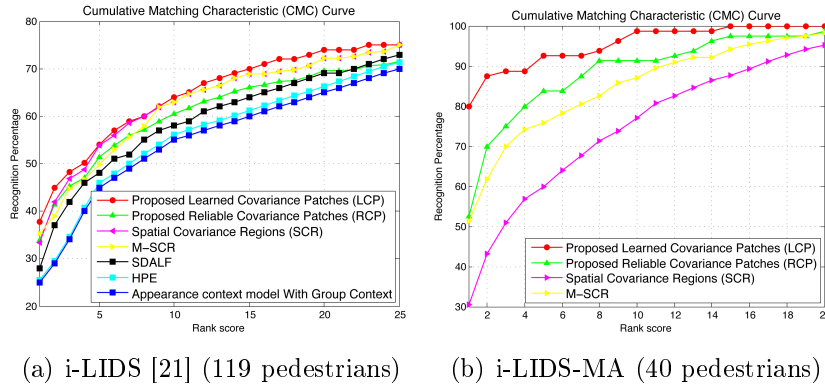 Cumulative Matching Characteristic (CMC) Curve
80
70
60
50
40
30
20
Recognition Percentage
5
10
15
20
25
Rank score
Proposed Learned Covariance Patches (LCP)
Proposed Reliable Covariance Patches (RCP)
Spatial Covariance Regions (SCR)
M-SCR
SDALF
HPE
Appearance context model With Group Context
(a) i-LIDS [21] (119 pedestrians)
Cumulative Matching Characteristic (CMC) Curve
100
90
80
70
60
50
40
30
Recognition Percentage
2
4
6
8
10
12
14
16
18
Rank score
Proposed Learned Covariance Patches (LCP)
Proposed Reliable Covariance Patches (RCP)
Spatial Covariance Regions (SCR)
M-SCR
(b) i-LIDS-MA (40 pedestrians)